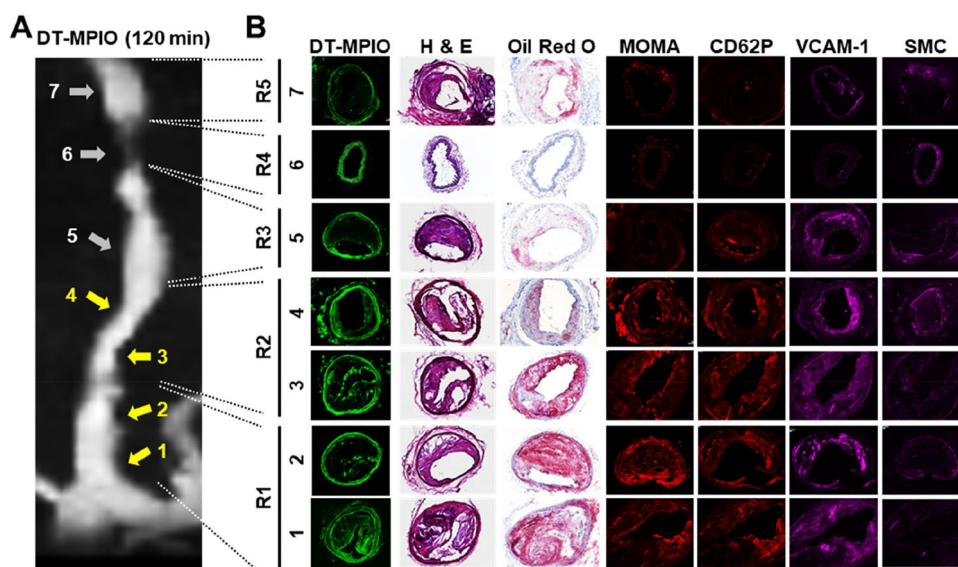 A
DT-MPIO (120 min)
B
DT-MPIO H & E Oil Red O MOMA CD62P VCAM-1 SMC
7
6
5
4
3
2
1
R5 7
R4 6
R3 5
R2 4
3
R1 2
1